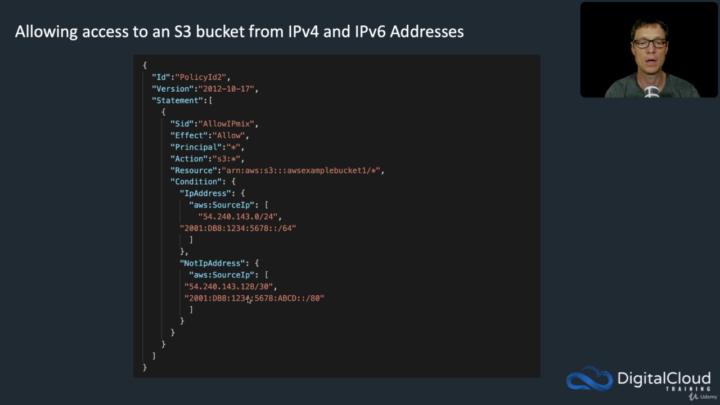 Allowing access to an S3 bucket from IPv4 and IPv6 Addresses
{
"Id":"PolicyId2",
"Version":"2012-10-17",
"Statement":[
{
"Sid":"AllowIPmix",
"Effect":"Allow",
"Principal":"*",
"Action":"s3:*",
"Resource":"arn:aws:s3:::awsexamplebucket1/*",
"Condition": {
"IpAddress": {
"aws:SourceIp": [
"54.240.143.0/24",
"2001:DB8:1234:5678::/64"
]
},
"NotIpAddress": {
"aws:SourceIp": [
"54.240.143.128/30",
"2001:DB8:1234:5678:ABCD::/80"
]
}
}
}
]
}
DigitalCloud
TRAINING
Udemy